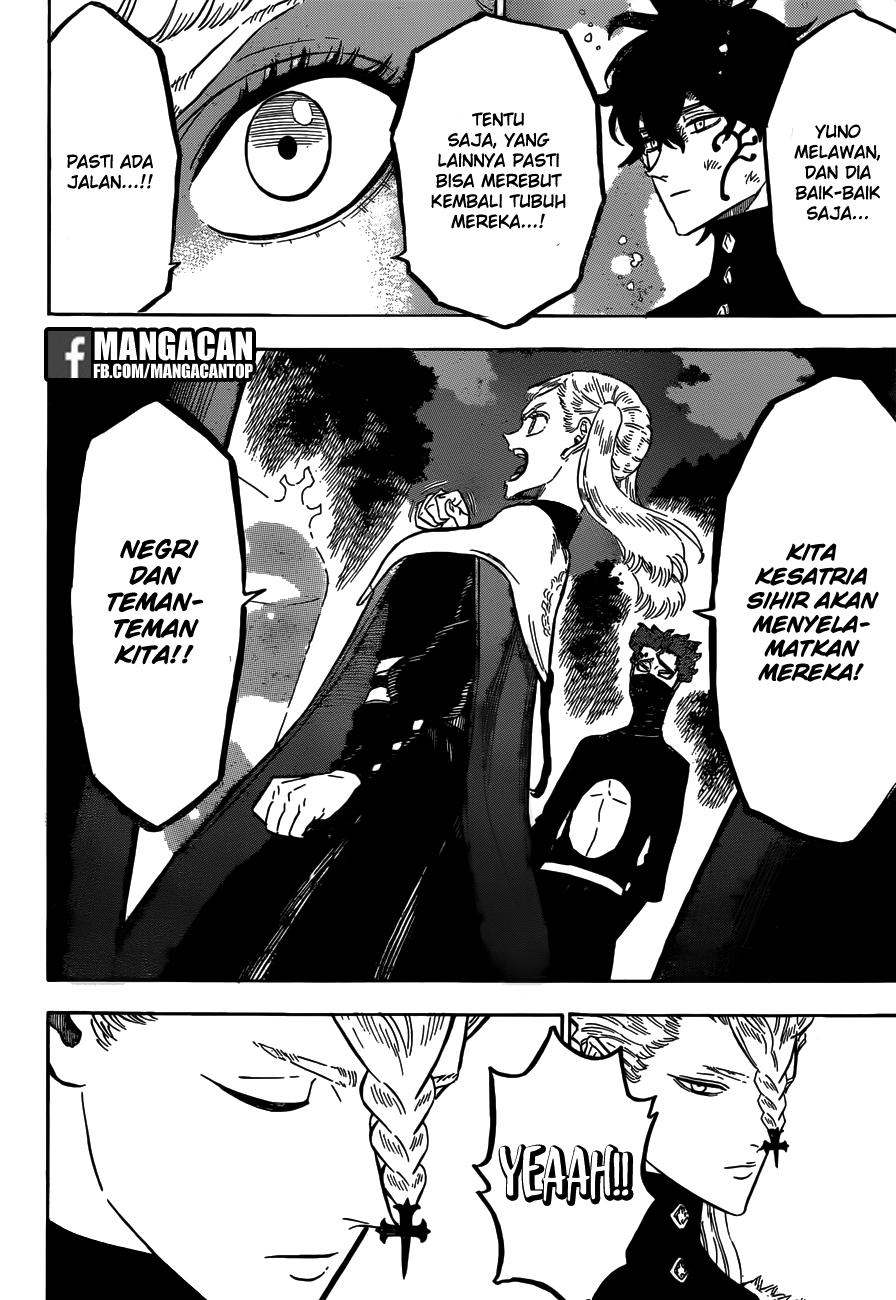 YUNO
MELAWAN,
DAN DIA
BAIK-BAIK
SAJA...
TENTU
SAJA, YANG
LAINNYA PASTI
BISA MEREBUT
KEMBALI TUBUH
MEREKA...!
PASTI ADA
JALAN...!!
MANGACAN
FB.COM/MANGACANTOP
KITA
KESATRIA
SIHIR AKAN
MENYELA-
MATKAN
MEREKA!
NEGRI
DAN
TEMAN-
TEMAN
KITA!!
YEAAH!!